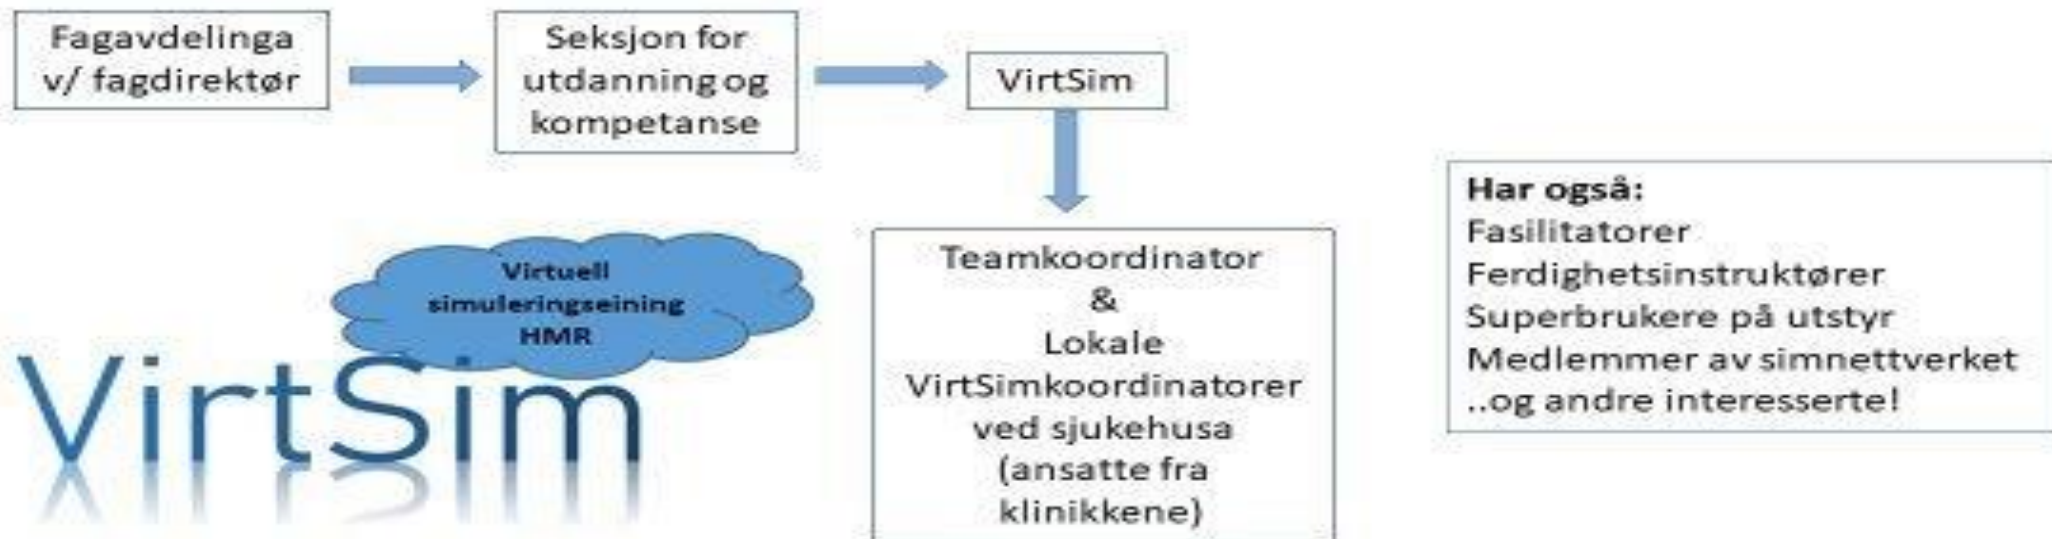 Fagavdelinga
v/ fagdirektør
Seksjon for
utdanning og
kompetanse
VirtSim
Teamkoordinator
&
Lokale
VirtSimkoordinatorer
ved sjukehusa
(ansatte fra
klinikkene)
Har også:
Fasilitatorer
Ferdighetsinstruktører
Superbrukere på utstyr
Medlemmer av simnettverket
..og andre interesserte!
Virtuell
simuleringseining
HMR
VirtSim